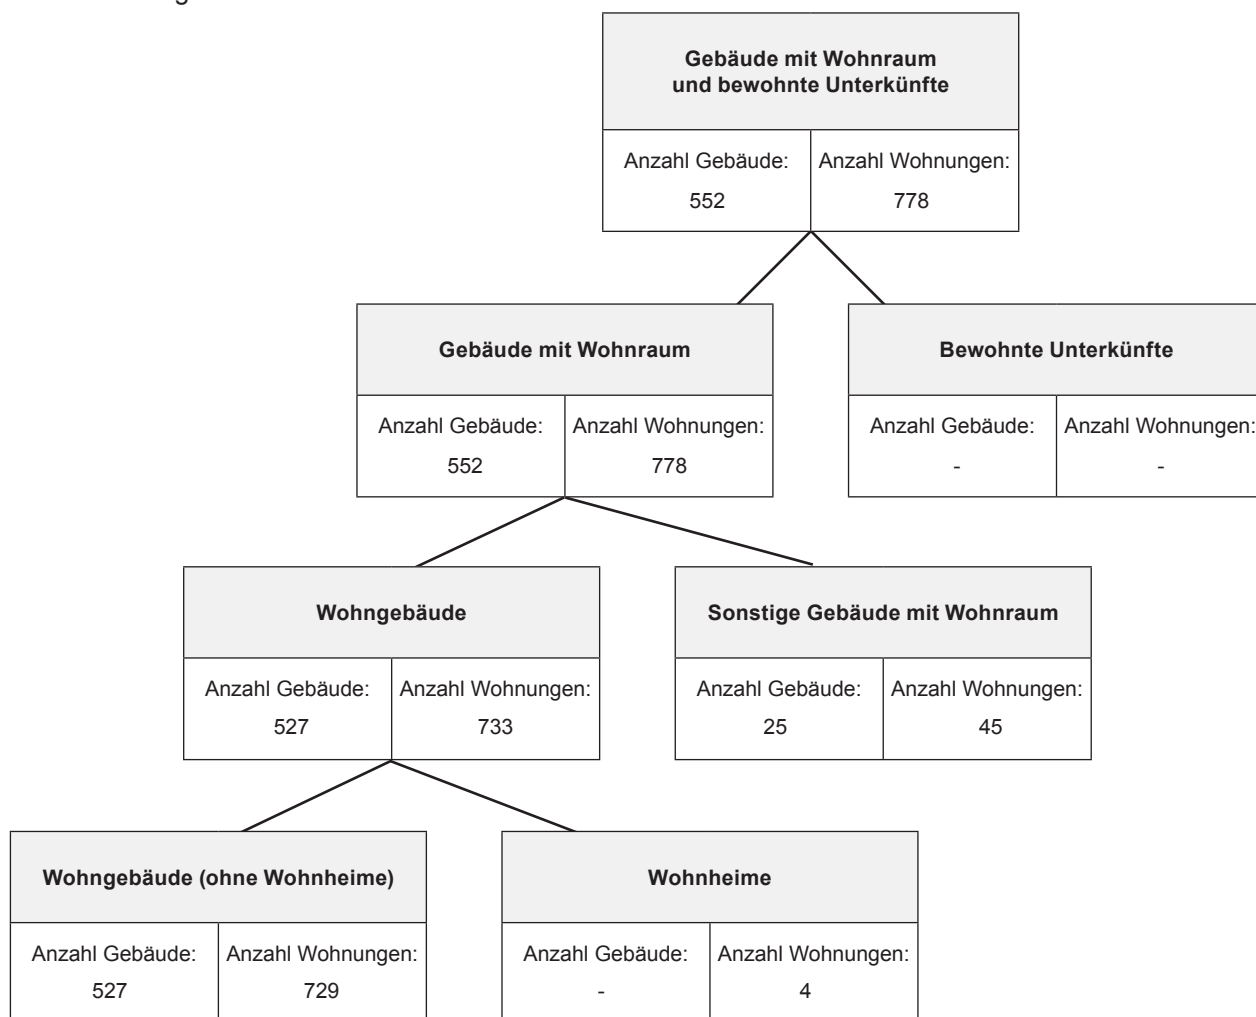 Gebäude mit Wohnraum
und bewohnte Unterkünfte
Anzahl Gebäude: Anzahl Wohnungen:
552 778
Gebäude mit Wohnraum
Anzahl Gebäude: Anzahl Wohnungen:
552 778
Bewohnte Unterkünfte
Anzahl Gebäude: Anzahl Wohnungen:
- -
Wohngebäude
Anzahl Gebäude: Anzahl Wohnungen:
527 733
Sonstige Gebäude mit Wohnraum
Anzahl Gebäude: Anzahl Wohnungen:
25 45
Wohngebäude (ohne Wohnheime)
Anzahl Gebäude: Anzahl Wohnungen:
527 729
Wohnheime
Anzahl Gebäude: Anzahl Wohnungen:
- 4